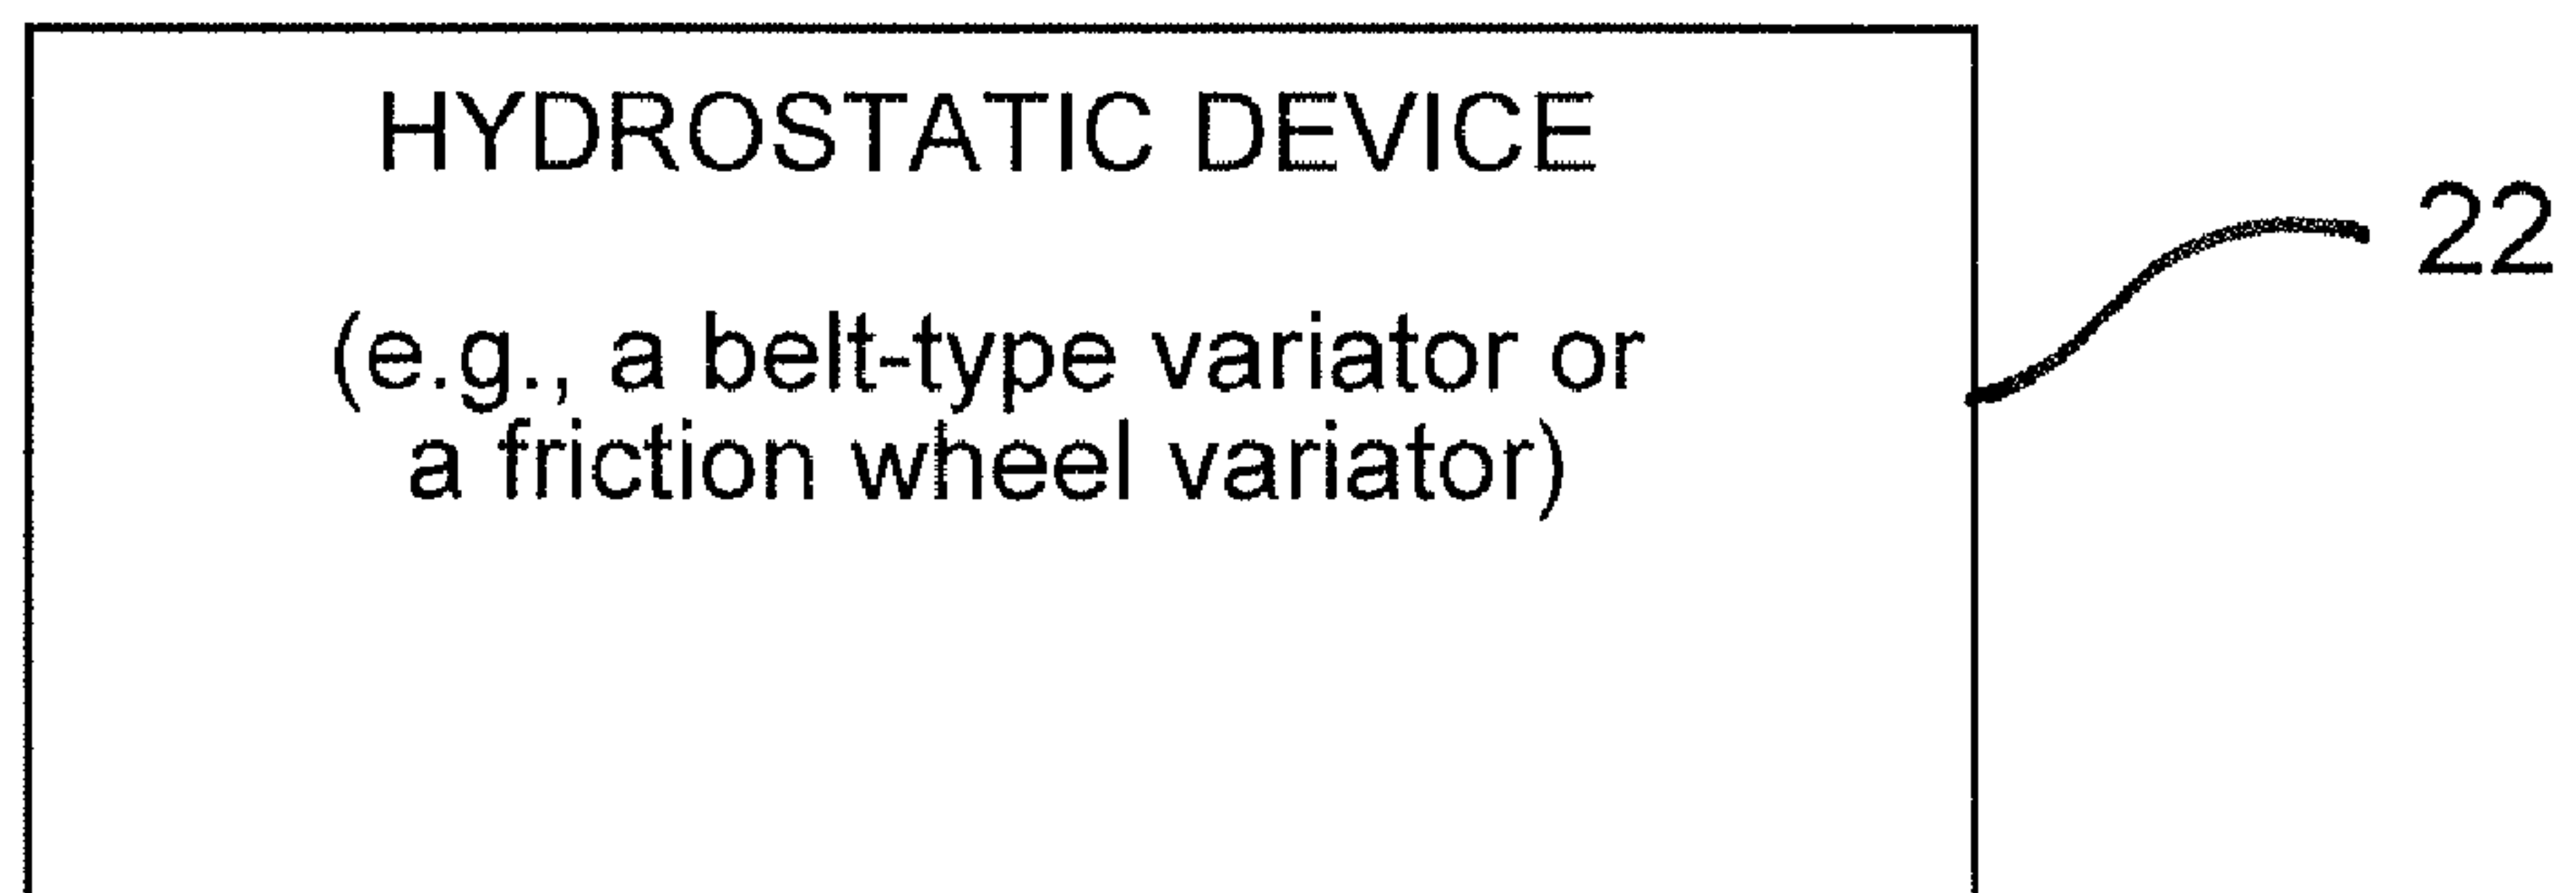 HYDROSTATIC DEVICE
22
(e.g., a belt-type variator or
a friction wheel variator)